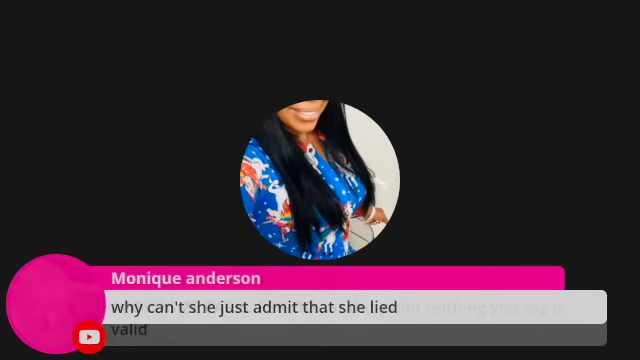 Monique anderson
why can't she just admit that she lied
valid